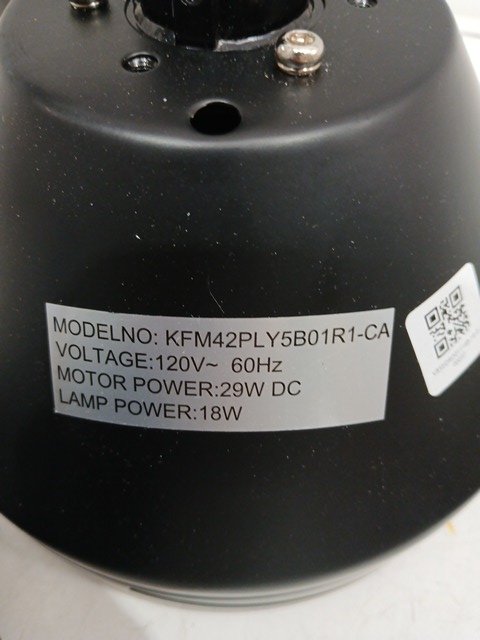 MODELNO: KFM42PLY5B01R1-CA
VOLTAGE:120V~ 60Hz
MOTOR POWER:29W DC
LAMP POWER:18W